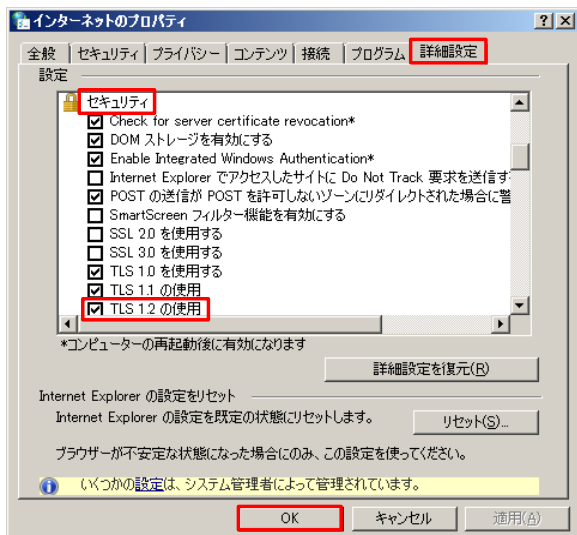 インターネットのプロパティ
全般 セキュリティ プライバシー コンテンツ 接続 プログラム 詳細設定
設定
セキュリティ
Check for server certificate revocation*
DOM ストレージを有効にする
Enable Integrated Windows Authentication*
Internet Explorer でアクセスしたサイトに Do Not Track 要求を送信す
POST の送信が POST を許可しないゾーンにリダイレクトされた場合に警
SmartScreen フィルター機能を有効にする
SSL 2.0 を使用する
SSL 3.0 を使用する
TLS 1.0 を使用する
TLS 1.1 の使用
TLS 1.2 の使用
*コンピューターの再起動後に有効になります
詳細設定を復元(R)
Internet Explorer の設定をリセット
Internet Explorer の設定を既定の状態にリセットします。
リセット(S)...
ブラウザーが不安定な状態になった場合にのみ、この設定を使ってください。
いくつかの設定は、システム管理者によって管理されています。
OK キャンセル 適用(A)